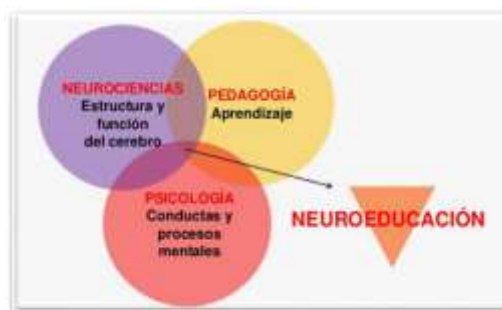 NEUROCIENCIAS
Estructura y
función
del cerebro
PEDAGOGÍA
Aprendizaje
PSICOLOGÍA
Conductas y
procesos
mentales
NEUROEDUCACIÓN